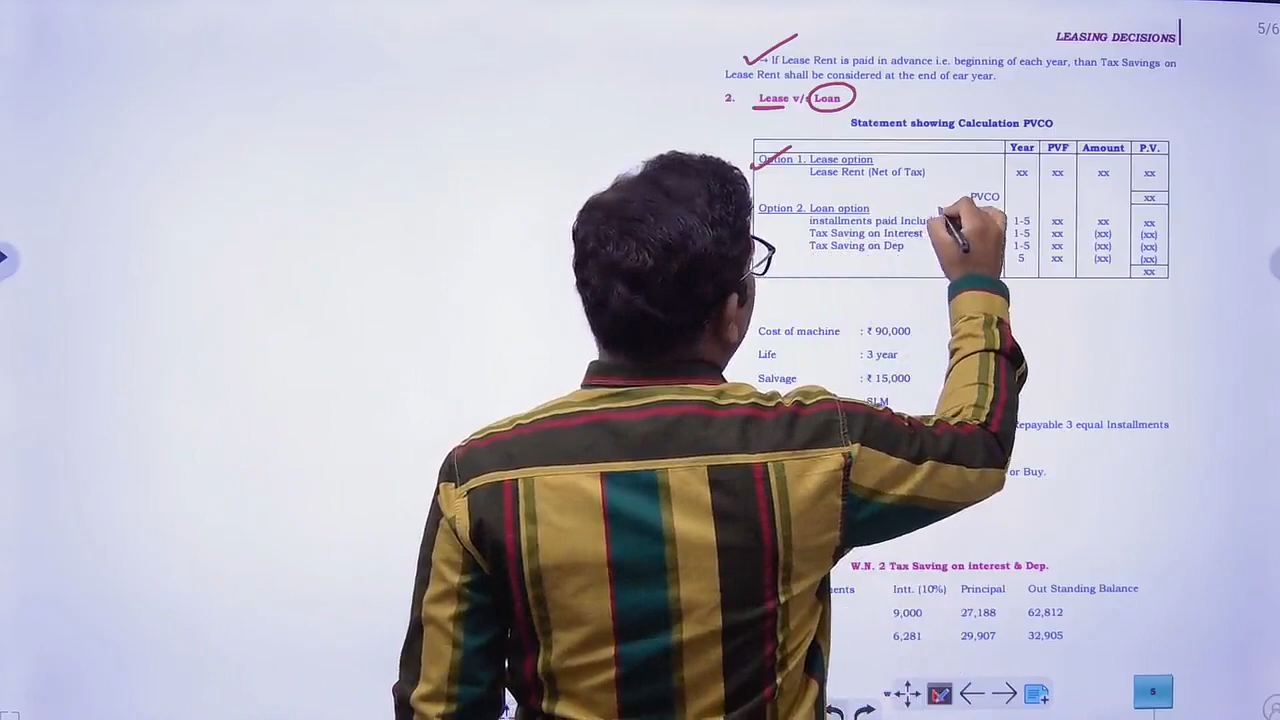 LEASING DECISIONS
5/6
→ If Lease Rent is paid in advance i.e. beginning of each year, than Tax Savings on
Lease Rent shall be considered at the end of ear year.
2. Lease v/s Loan
Statement showing Calculation PVCO
Year PVF Amount P.V.
Option 1. Lease option
Lease Rent (Net of Tax) xx xx xx xx
PVCO xx
Option 2. Loan option
installments paid 1-5 xx xx xx
Tax Saving on Interest 1-5 xx (xx) (xx)
Tax Saving on Dep 1-5 xx (xx) (xx)
5 xx (xx) (xx)
xx
Cost of machine : ₹ 90,000
Life : 3 year
Salvage : ₹ 15,000
SLM
Repayable 3 equal Installments
or Buy.
W.N. 2 Tax Saving on interest & Dep.
Intt. (10%) Principal Out Standing Balance
9,000 27,188 62,812
6,281 29,907 32,905
W
5